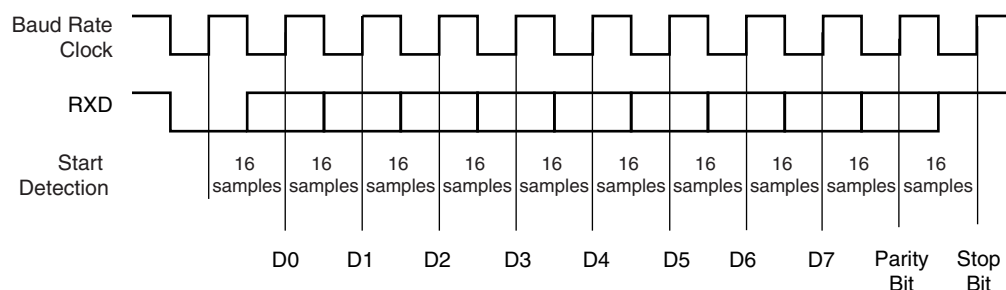 Baud Rate
Clock
RXD
Start
Detection
16 16 16 16 16 16 16 16 16 16
samples samples samples samples samples samples samples samples samples samples
D0 D1 D2 D3 D4 D5 D6 D7 Parity Stop
Bit Bit